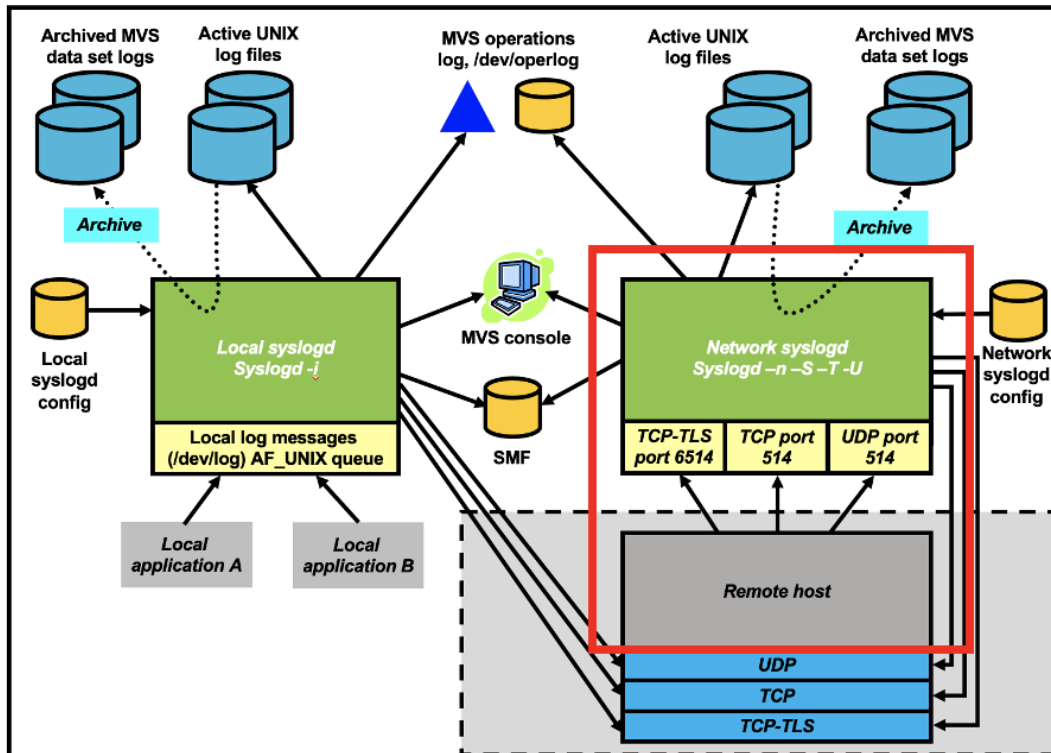 Archived MVS
data set logs
Active UNIX
log files
MVS operations
log, /dev/operlog
Active UNIX
log files
Archived MVS
data set logs
Archive
Archive
Local syslogd
Syslogd -i
Local
syslogd
config
MVS console
Network syslogd
Syslogd –n –S –T -U
Network
syslogd
config
Local log messages
(/dev/log) AF_UNIX queue
SMF
TCP-TLS
port 6514
TCP port
514
UDP port
514
Local
application A
Local
application B
Remote host
UDP
TCP
TCP-TLS